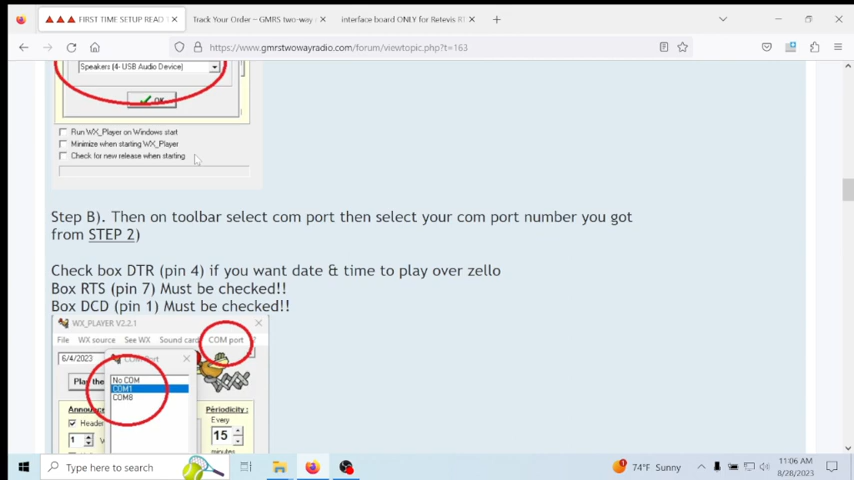 FIRST TIME SETUP READ
Track Your Order – GMRS two-way
interface board ONLY for Retevis RT
https://www.gmrstwowayradio.com/forum/viewtopic.php?t=163
Speakers (4- USB Audio Device)
OK
Run WX_Player on Windows start
Minimize when starting WX_Player
Check for new release when starting
Step B). Then on toolbar select com port then select your com port number you got
from STEP 2)
Check box DTR (pin 4) if you want date & time to play over zello
Box RTS (pin 7) Must be checked!!
Box DCD (pin 1) Must be checked!!
WX_PLAYER V2.2.1
File WX source See WX Sound card COM port ?
6/4/2023
COM Port
No COM
COM1
COM8
Play the
Announc
Header
1
Périodicity :
Every
15
minutes
Type here to search
74°F Sunny
11:06 AM
8/28/2023